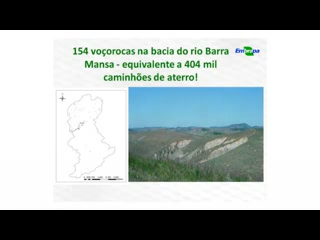 154 voçorocas na bacia do rio Barra
Mansa - equivalente a 404 mil
caminhões de aterro!
Embrapa